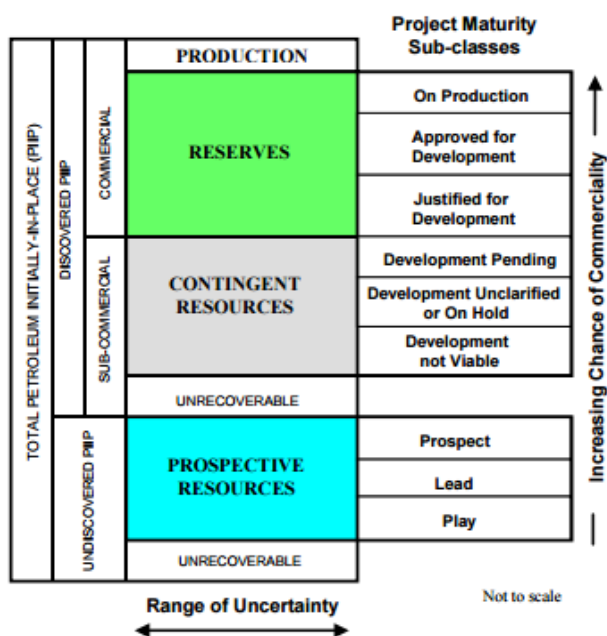 Project Maturity
Sub-classes
TOTAL PETROLEUM INITIALLY-IN-PLACE (PIIP)
DISCOVERED PIIP
COMMERCIAL
PRODUCTION
RESERVES
On Production
Approved for
Development
Justified for
Development
SUB-COMMERCIAL
CONTINGENT
RESOURCES
Development Pending
Development Unclarified
or On Hold
Development
not Viable
UNRECOVERABLE
UNDISCOVERED PIIP
PROSPECTIVE
RESOURCES
Prospect
Lead
Play
UNRECOVERABLE
Increasing Chance of Commerciality
Range of Uncertainty
Not to scale